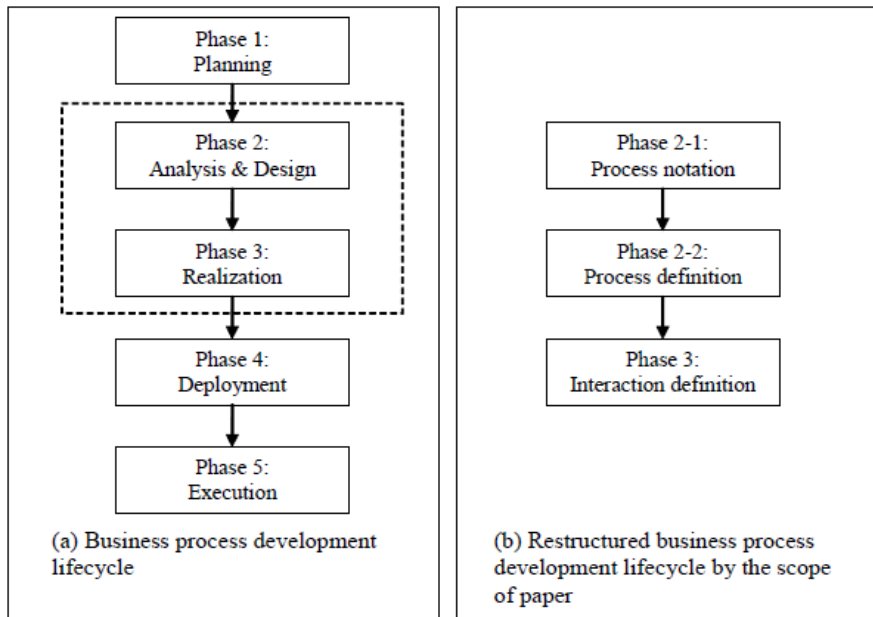 Phase 1:
Planning
Phase 2:
Analysis & Design
Phase 3:
Realization
Phase 4:
Deployment
Phase 5:
Execution
(a) Business process development
lifecycle
Phase 2-1:
Process notation
Phase 2-2:
Process definition
Phase 3:
Interaction definition
(b) Restructured business process
development lifecycle by the scope
of paper